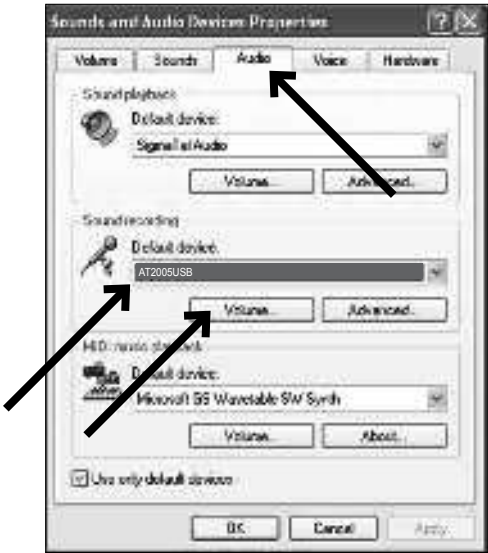 Sounds and Audio Devices Properties
Volume Sounds Audio Voice Hardware
Sound playback
Default device:
SigmaTel Audio
Volume... Advanced...
Sound recording
Default device:
AT2005USB
Volume... Advanced...
MIDI music playback
Default device:
Microsoft GS Wavetable SW Synth
Volume... About...
Use only default devices
OK Cancel Apply